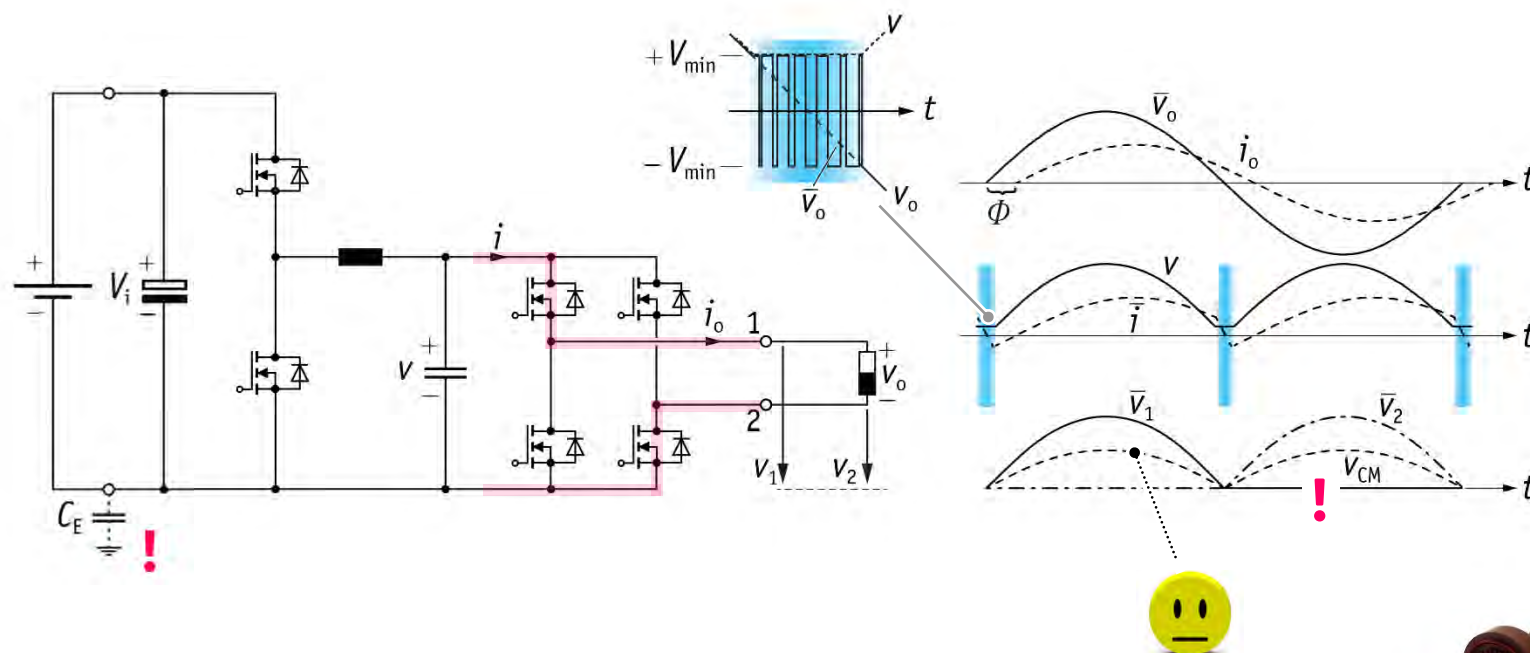 v
+V_min
t
−V_min
v̄_o
v_o
v̄_o
i_o
t
Φ
+
V_i
−
+
−
i
i_o
1
+
v
−
+
v_o
−
2
v_1
v_2
C_E
!
v
ī
t
v̄_1
v̄_2
v_CM
t
!